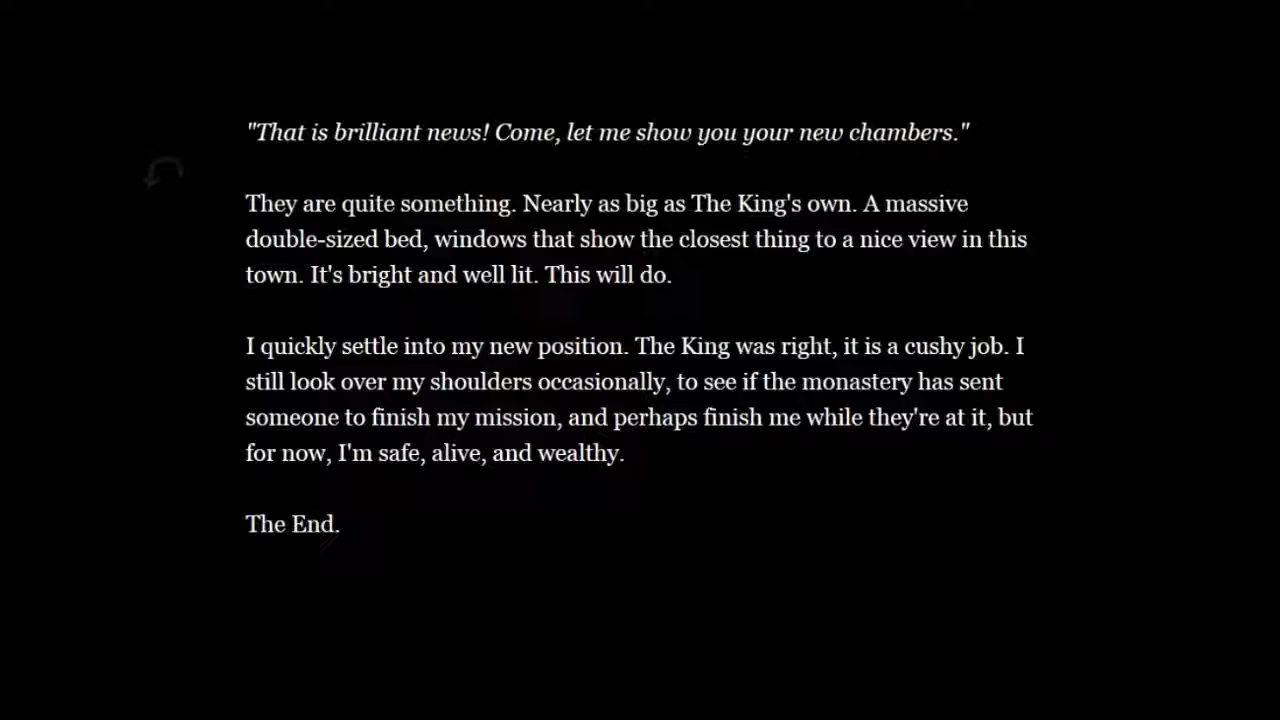 "That is brilliant news! Come, let me show you your new chambers."
They are quite something. Nearly as big as The King's own. A massive
double-sized bed, windows that show the closest thing to a nice view in this
town. It's bright and well lit. This will do.
I quickly settle into my new position. The King was right, it is a cushy job. I
still look over my shoulders occasionally, to see if the monastery has sent
someone to finish my mission, and perhaps finish me while they're at it, but
for now, I'm safe, alive, and wealthy.
The End.